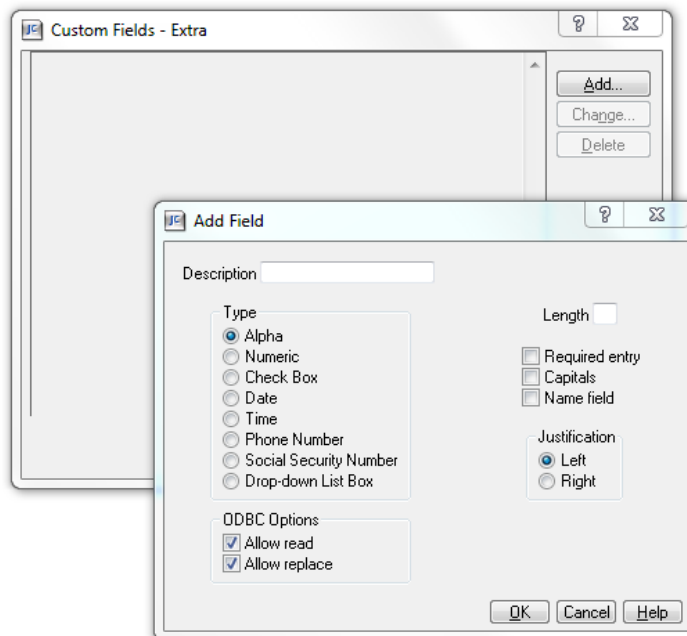 JC Custom Fields - Extra
Add...
Change...
Delete
JC Add Field
Description
Type
Alpha
Numeric
Check Box
Date
Time
Phone Number
Social Security Number
Drop-down List Box
Length
Required entry
Capitals
Name field
Justification
Left
Right
ODBC Options
Allow read
Allow replace
OK Cancel Help